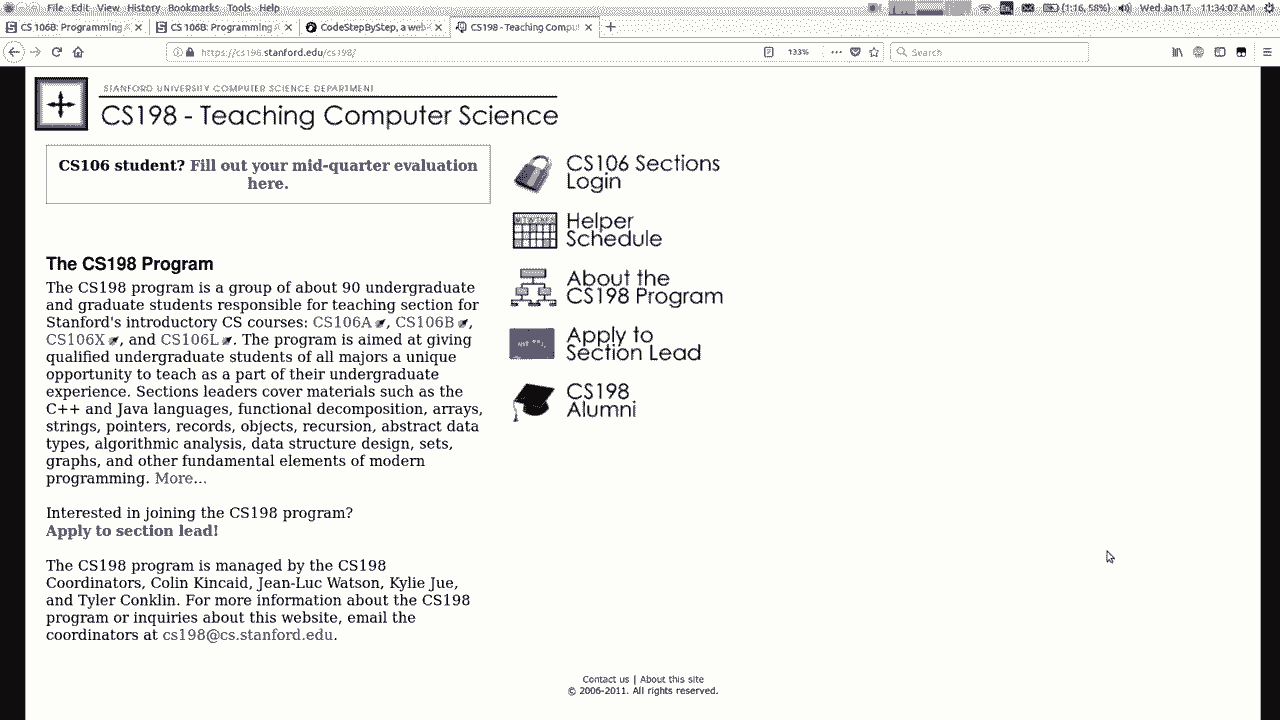 File Edit View History Bookmarks Tools Help
(1:16, 58%) Wed Jan 17 11:34:07 AM
CS 106B: Programming A
CS 106B: Programming A
CodeStepByStep, a web-
CS198 - Teaching Comput
https://cs198.stanford.edu/cs198/
133%
Search
STANFORD UNIVERSITY COMPUTER SCIENCE DEPARTMENT
CS198 - Teaching Computer Science
CS106 student? Fill out your mid-quarter evaluation
here.
The CS198 Program
The CS198 program is a group of about 90 undergraduate
and graduate students responsible for teaching section for
Stanford's introductory CS courses: CS106A, CS106B,
CS106X, and CS106L. The program is aimed at giving
qualified undergraduate students of all majors a unique
opportunity to teach as a part of their undergraduate
experience. Sections leaders cover materials such as the
C++ and Java languages, functional decomposition, arrays,
strings, pointers, records, objects, recursion, abstract data
types, algorithmic analysis, data structure design, sets,
graphs, and other fundamental elements of modern
programming. More...
Interested in joining the CS198 program?
Apply to section lead!
The CS198 program is managed by the CS198
Coordinators, Colin Kincaid, Jean-Luc Watson, Kylie Jue,
and Tyler Conklin. For more information about the CS198
program or inquiries about this website, email the
coordinators at cs198@cs.stanford.edu.
CS106 Sections
Login
Helper
Schedule
About the
CS198 Program
Apply to
Section Lead
CS198
Alumni
Contact us | About this site
© 2006-2011. All rights reserved.